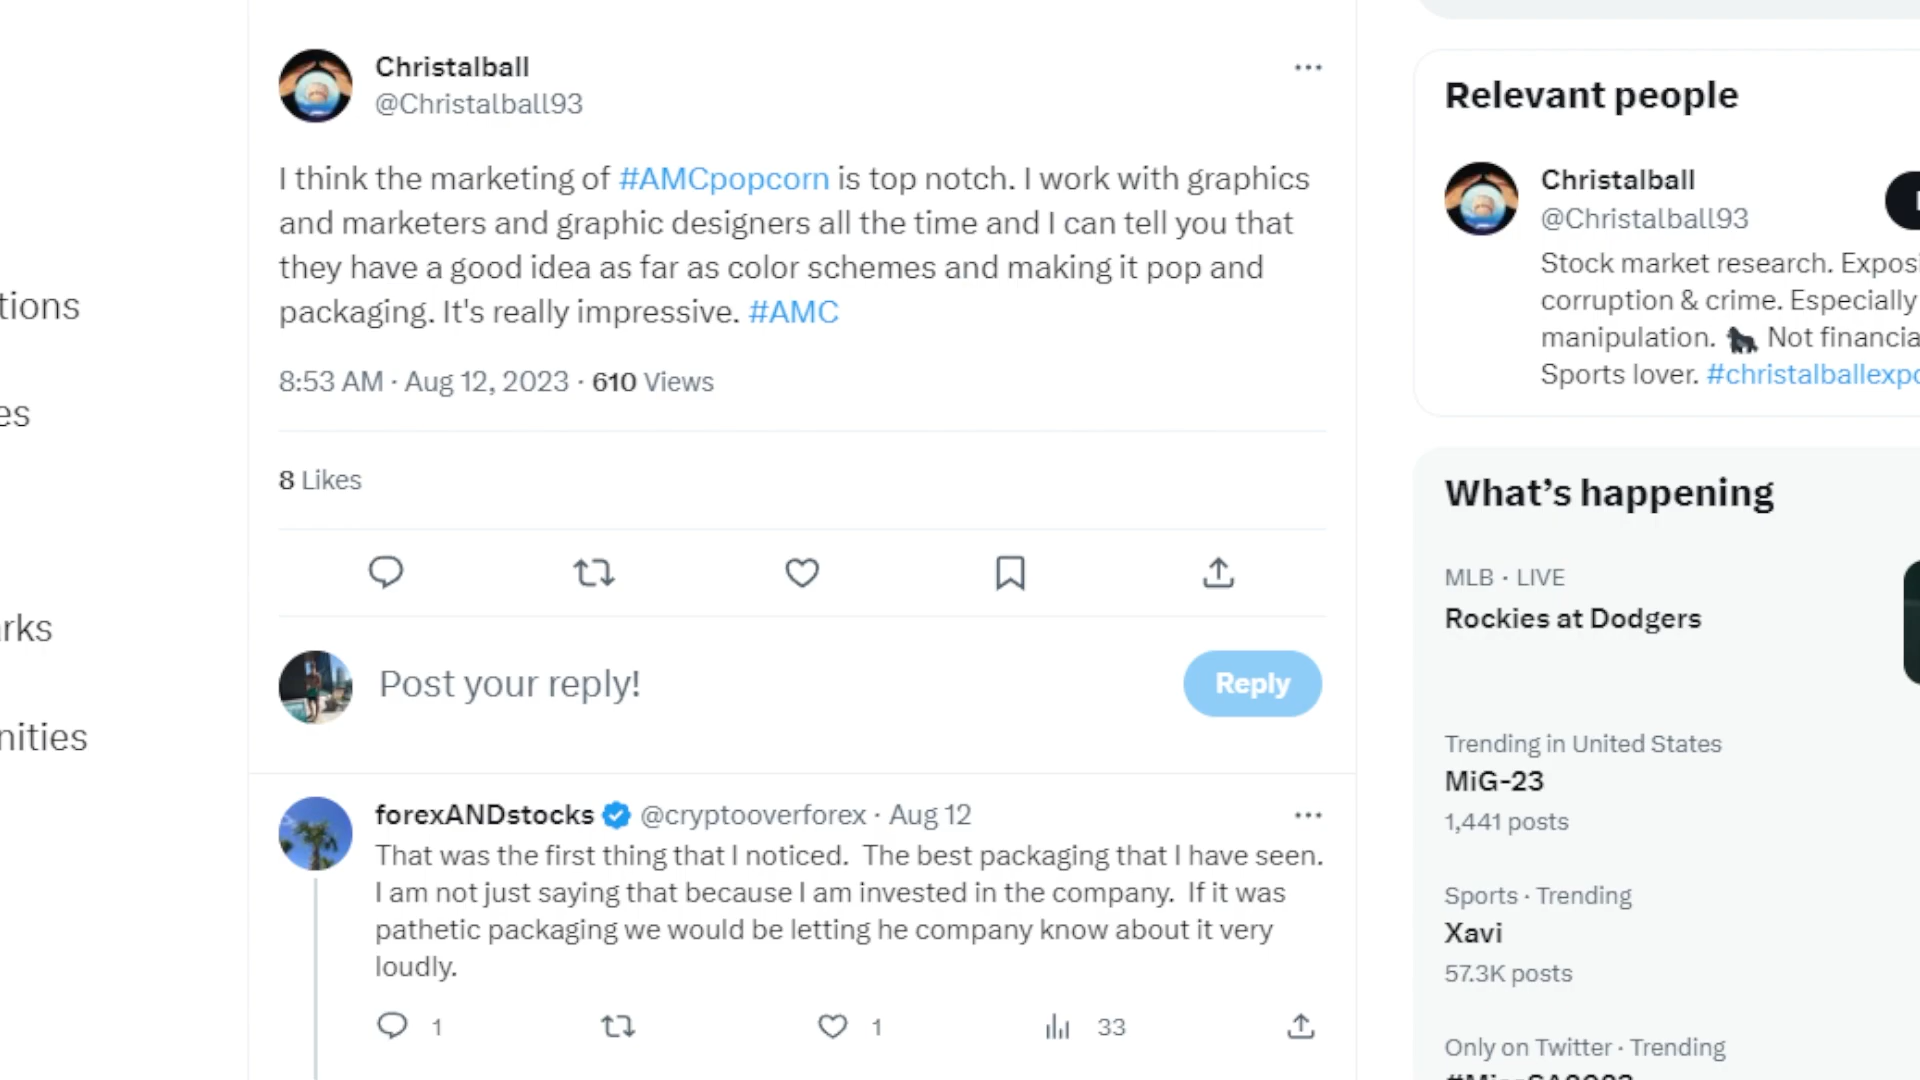 Christalball
@Christalball93
I think the marketing of #AMCpopcorn is top notch. I work with graphics
and marketers and graphic designers all the time and I can tell you that
they have a good idea as far as color schemes and making it pop and
packaging. It's really impressive. #AMC
8:53 AM · Aug 12, 2023 · 610 Views
8 Likes
Post your reply!
Reply
forexANDstocks @cryptooverforex · Aug 12
That was the first thing that I noticed.  The best packaging that I have seen.
I am not just saying that because I am invested in the company.  If it was
pathetic packaging we would be letting he company know about it very
loudly.
1 1 33
tions
es
rks
nities
Relevant people
Christalball
@Christalball93
Stock market research. Exposi
corruption & crime. Especially
manipulation. 🦍 Not financia
Sports lover. #christalballexpo
What's happening
MLB · LIVE
Rockies at Dodgers
Trending in United States
MiG-23
1,441 posts
Sports · Trending
Xavi
57.3K posts
Only on Twitter · Trending